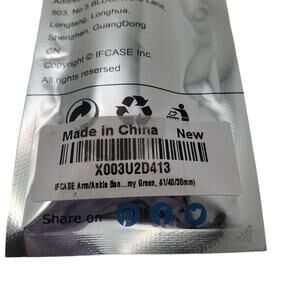 503, No.5 BLDG,
Longtang, Longhua,
Shenzhen, GuangDong
CN
Copyright © IFCASE Inc.
All rights reserved
Made in China New
X003U2D413
IFCASE Arm/Ankle Ban...my Green, 41/40/38mm)
Share on